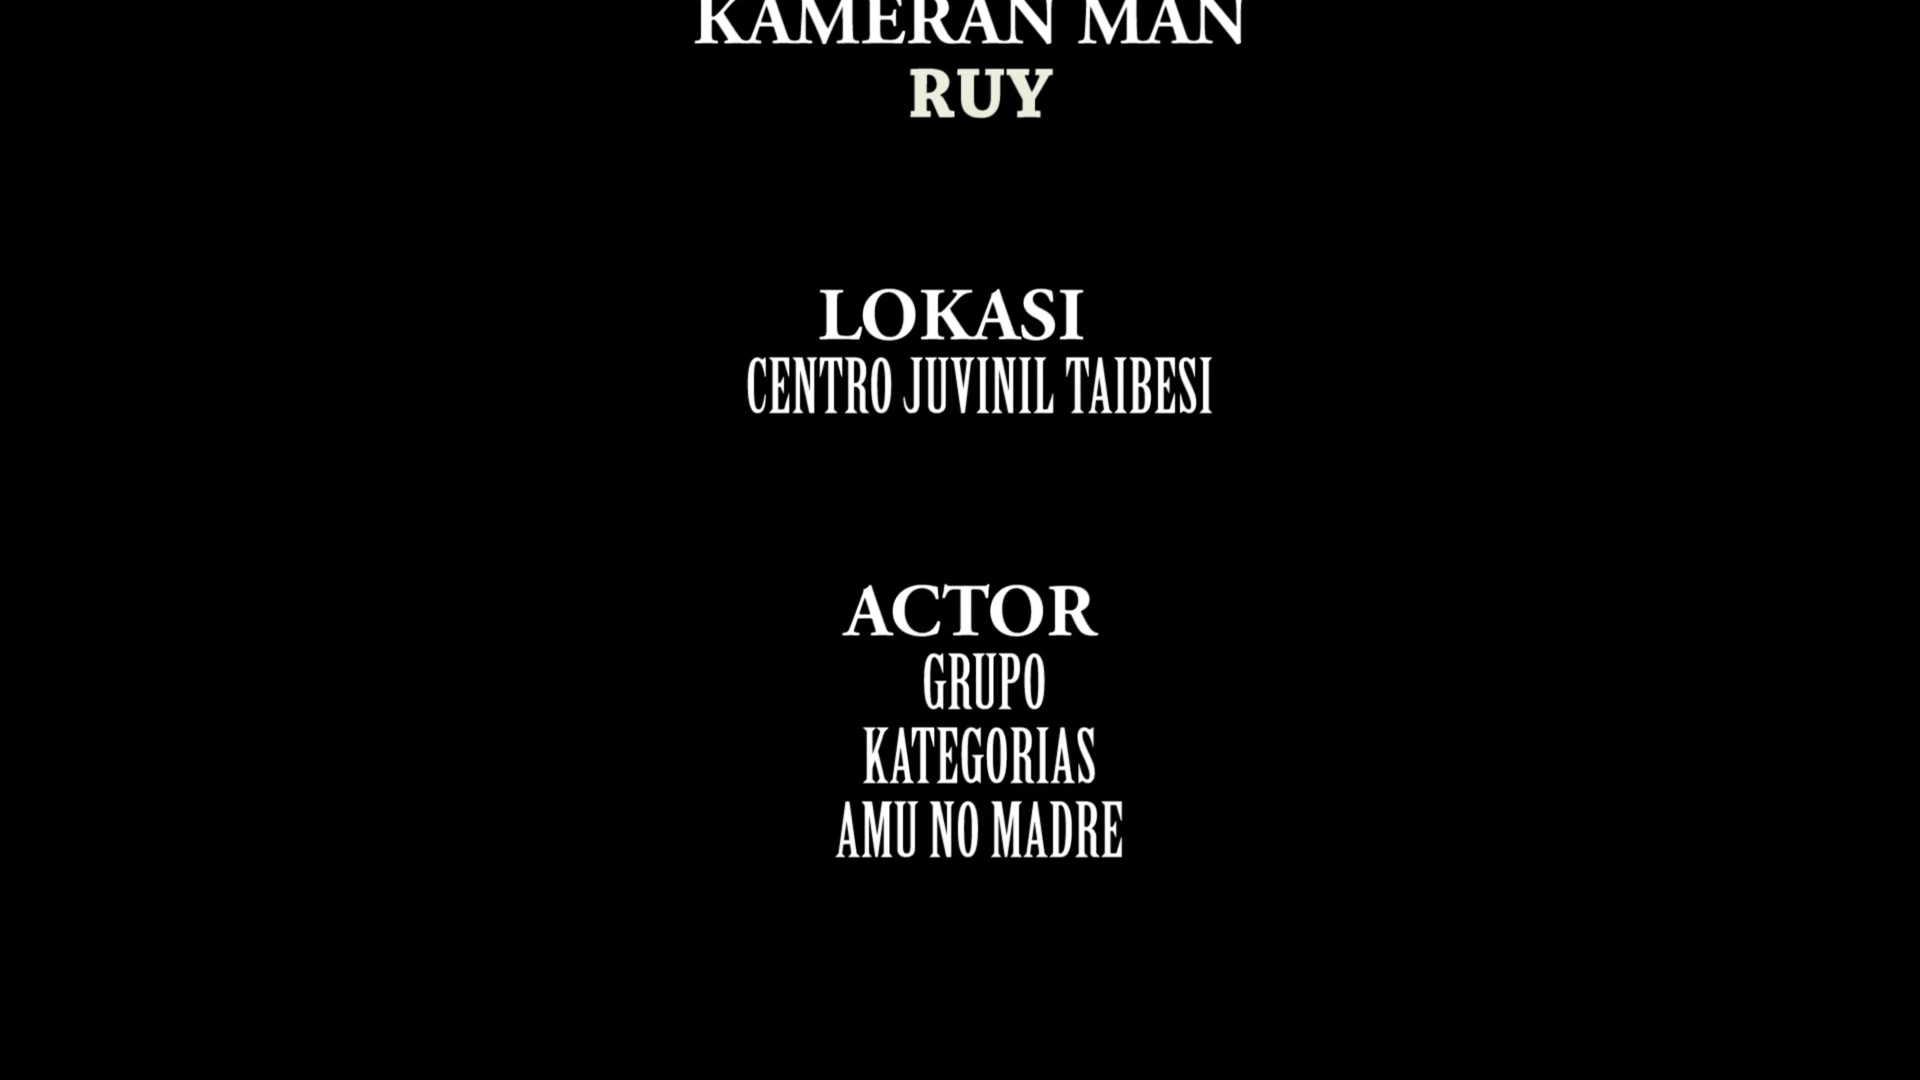 KAMERAN MAN
RUY
LOKASI
CENTRO JUVINIL TAIBESI
ACTOR
GRUPO
KATEGORIAS
AMU NO MADRE